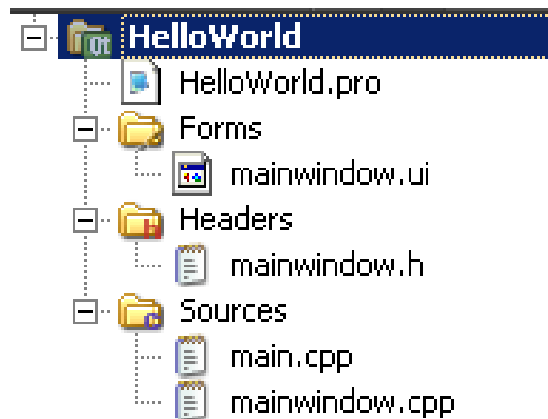 HelloWorld
HelloWorld.pro
Forms
mainwindow.ui
Headers
mainwindow.h
Sources
main.cpp
mainwindow.cpp